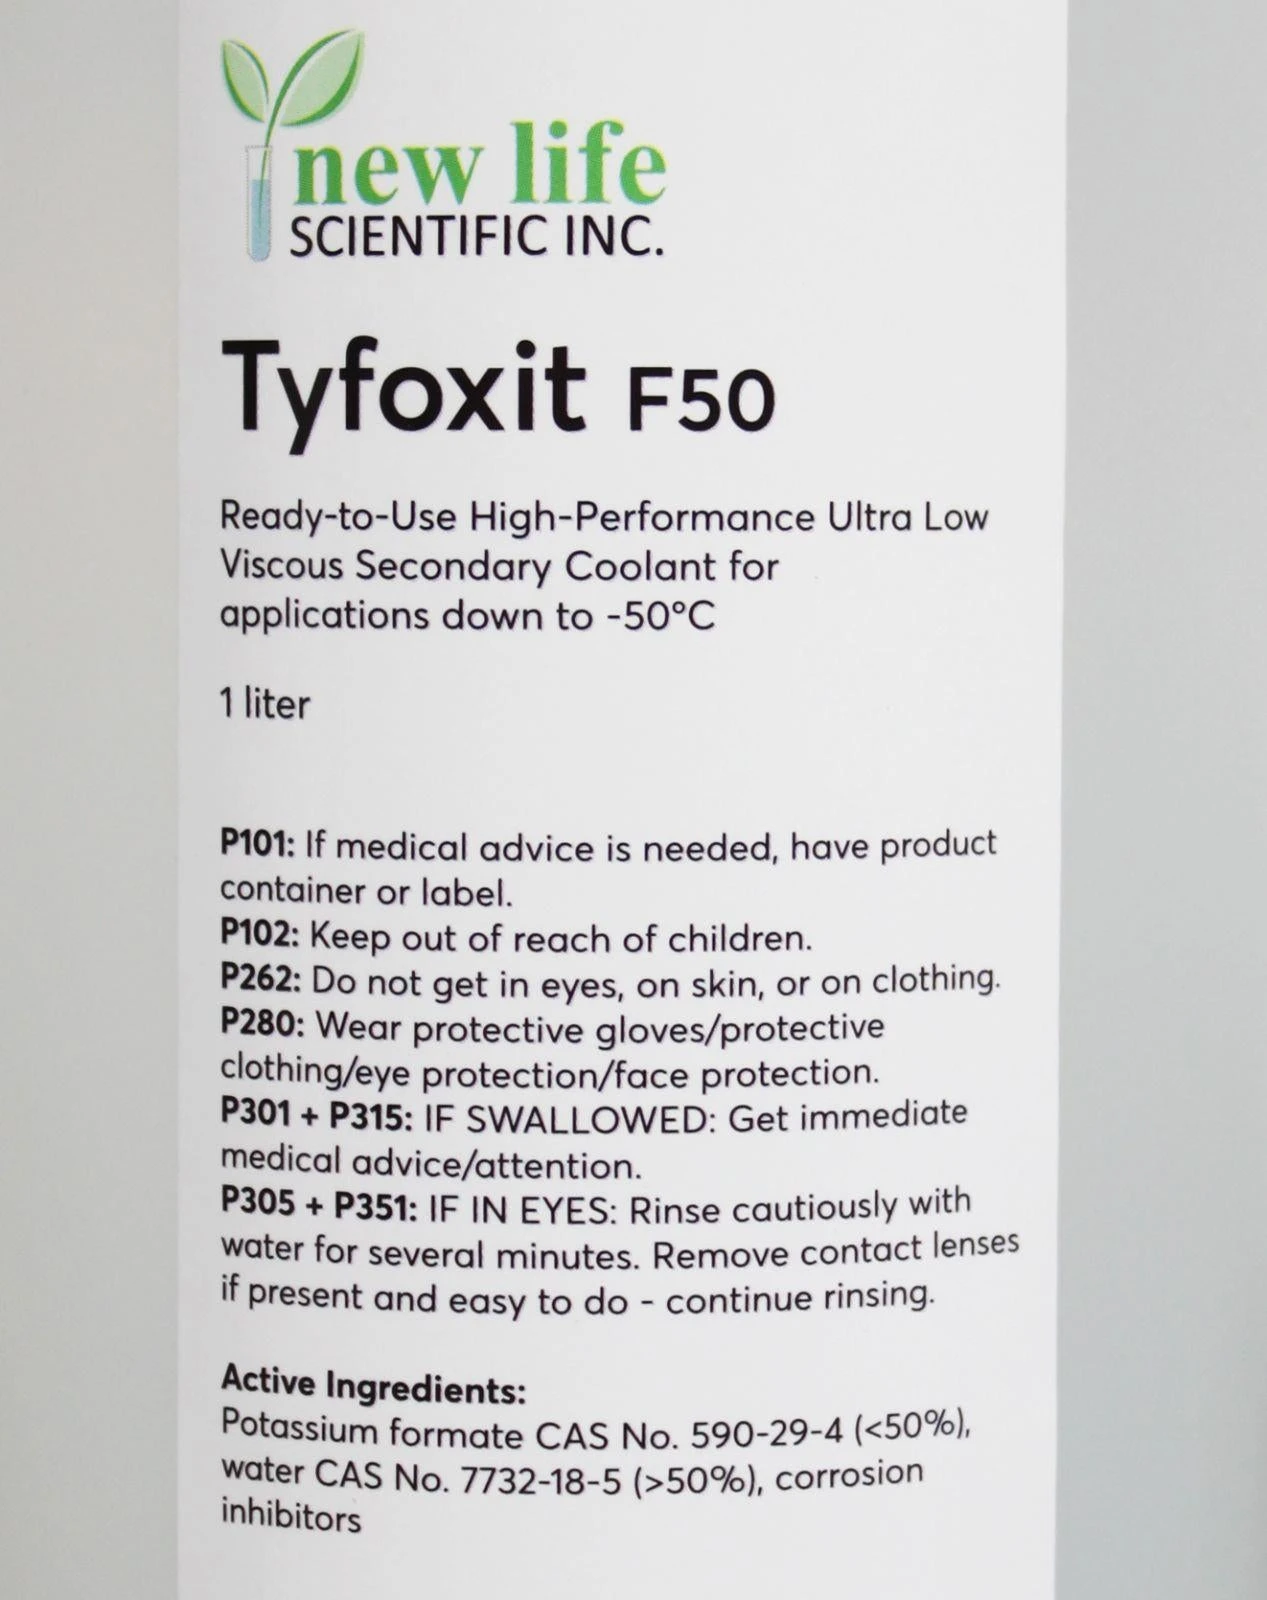 new life
SCIENTIFIC INC.
Tyfoxit F50
Ready-to-Use High-Performance Ultra Low
Viscous Secondary Coolant for
applications down to -50°C
1 liter
P101: If medical advice is needed, have product
container or label.
P102: Keep out of reach of children.
P262: Do not get in eyes, on skin, or on clothing.
P280: Wear protective gloves/protective
clothing/eye protection/face protection.
P301 + P315: IF SWALLOWED: Get immediate
medical advice/attention.
P305 + P351: IF IN EYES: Rinse cautiously with
water for several minutes. Remove contact lenses
if present and easy to do - continue rinsing.
Active Ingredients:
Potassium formate CAS No. 590-29-4 (<50%),
water CAS No. 7732-18-5 (>50%), corrosion
inhibitors